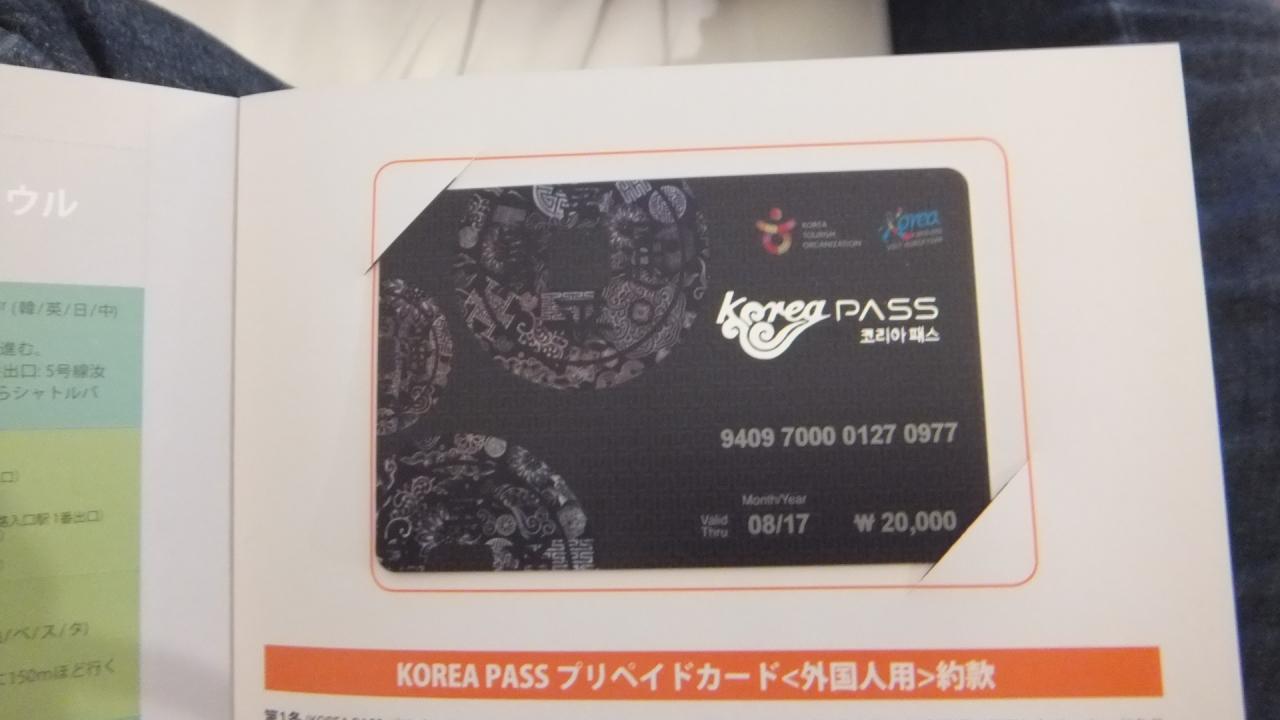 ウル
(韓/英/日/中)
進む。
出口: 5号線汝
らシャトルバ
口)
入口駅 1番出口)
/ベ/ス/タ)
150mほど行く
KOREA
TOURISM
ORGANIZATION
Korea
Korea PASS
코리아 패스
9409 7000 0127 0977
Month/Year
Valid
Thru
08/17
₩ 20,000
KOREA PASS プリペイドカード<外国人用>約款
第1条